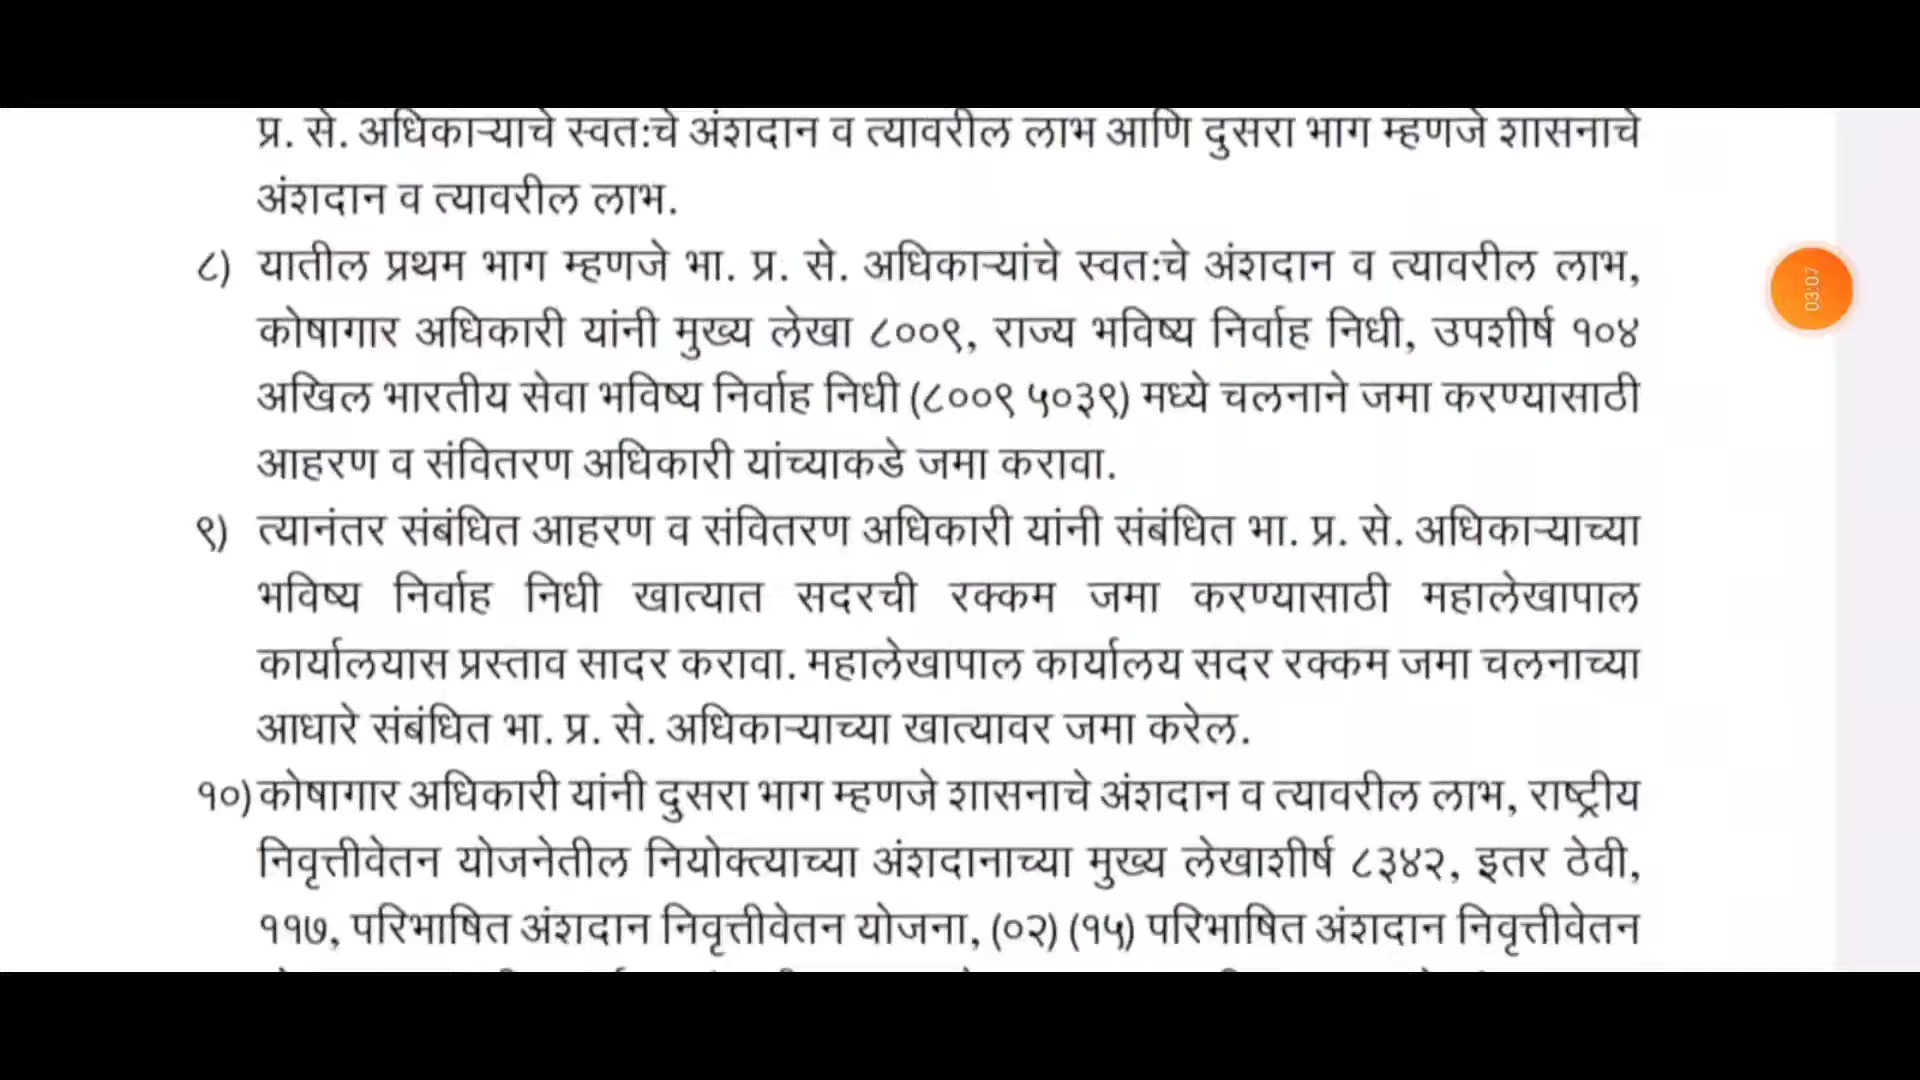 प्र. से. अधिकाऱ्याचे स्वत:चे अंशदान व त्यावरील लाभ आणि दुसरा भाग म्हणजे शासनाचे
अंशदान व त्यावरील लाभ.
८) यातील प्रथम भाग म्हणजे भा. प्र. से. अधिकाऱ्यांचे स्वत:चे अंशदान व त्यावरील लाभ,
कोषागार अधिकारी यांनी मुख्य लेखा ८००९, राज्य भविष्य निर्वाह निधी, उपशीर्ष १०४
अखिल भारतीय सेवा भविष्य निर्वाह निधी (८००९ ५०३९) मध्ये चलनाने जमा करण्यासाठी
आहरण व संवितरण अधिकारी यांच्याकडे जमा करावा.
९) त्यानंतर संबंधित आहरण व संवितरण अधिकारी यांनी संबंधित भा. प्र. से. अधिकाऱ्याच्या
भविष्य निर्वाह निधी खात्यात सदरची रक्कम जमा करण्यासाठी महालेखापाल
कार्यालयास प्रस्ताव सादर करावा. महालेखापाल कार्यालय सदर रक्कम जमा चलनाच्या
आधारे संबंधित भा. प्र. से. अधिकाऱ्याच्या खात्यावर जमा करेल.
१०) कोषागार अधिकारी यांनी दुसरा भाग म्हणजे शासनाचे अंशदान व त्यावरील लाभ, राष्ट्रीय
निवृत्तीवेतन योजनेतील नियोक्त्याच्या अंशदानाच्या मुख्य लेखाशीर्ष ८३४२, इतर ठेवी,
११७, परिभाषित अंशदान निवृत्तीवेतन योजना, (०२) (१५) परिभाषित अंशदान निवृत्तीवेतन
03:07